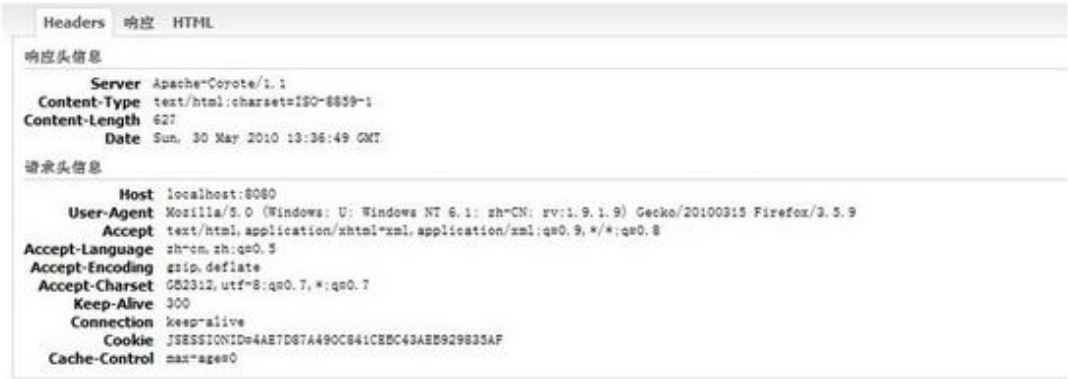 Headers 响应 HTML
响应头信息
Server Apache-Coyote/1.1
Content-Type text/html;charset=ISO-8859-1
Content-Length 627
Date Sun, 30 May 2010 13:36:49 GMT
请求头信息
Host localhost:8080
User-Agent Mozilla/5.0 (Windows; U; Windows NT 6.1; zh-CN; rv:1.9.1.9) Gecko/20100315 Firefox/3.5.9
Accept text/html,application/xhtml+xml,application/xml;q=0.9,*/*;q=0.8
Accept-Language zh-cn,zh;q=0.5
Accept-Encoding gzip,deflate
Accept-Charset GB2312,utf-8;q=0.7,*;q=0.7
Keep-Alive 300
Connection keep-alive
Cookie JSESSIONID=4AE7D87A490C841CEBC43AEB929835AF
Cache-Control max-age=0